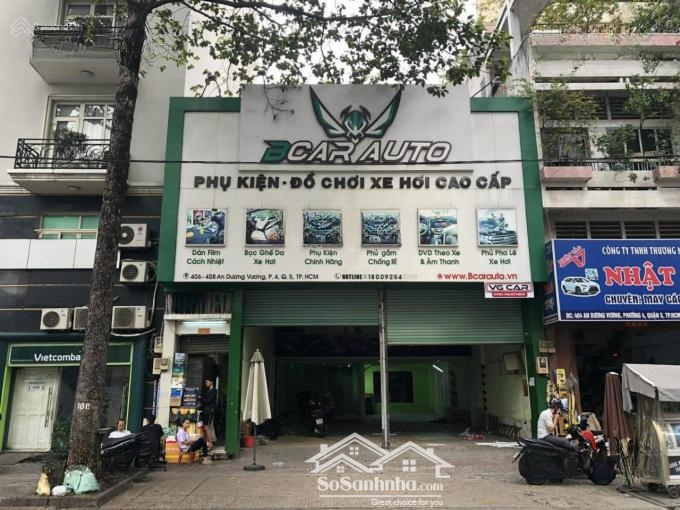 BCAR AUTO
PHỤ KIỆN - ĐỒ CHƠI XE HƠI CAO CẤP
Dán Film
Cách Nhiệt
Bọc Ghế Da
Xe Hơi
Phụ Kiện
Chính Hãng
Phủ gầm
Chống Rỉ
DVD Theo Xe
& Âm Thanh
Phủ Pha Lê
Xe Hơi
406 - 408 An Dương Vương, P. 4, Q. 5, TP. HCM
HOTLINE 18009254
www.Bcarauto.vn
VG CAR
CÔNG TY TNHH THƯƠNG
NHẬT
CHUYÊN: MAY
ĐC: 404 AN DƯƠNG VƯƠNG, PHƯỜNG 4, QUẬN 5, TP.HCM
Vietcomba
108
SoSanhnha.com
Great choice for you